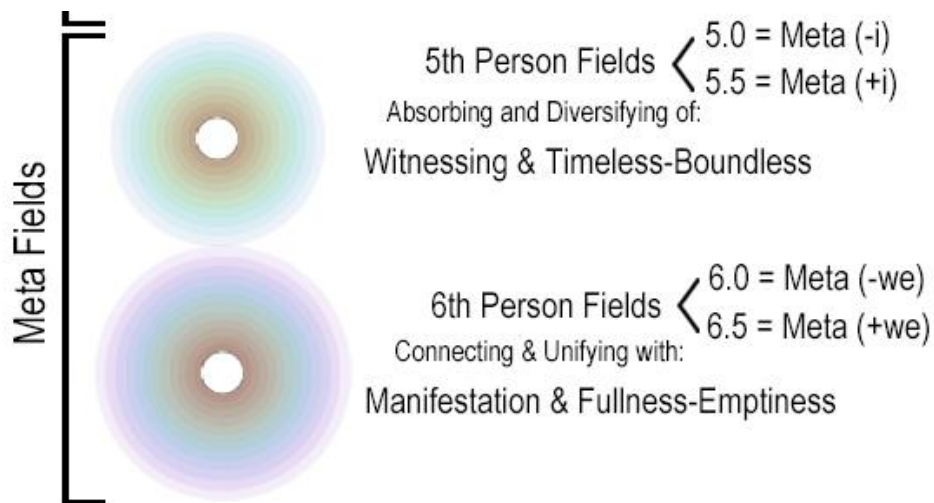 Meta Fields
5th Person Fields
5.0 = Meta (-i)
5.5 = Meta (+i)
Absorbing and Diversifying of:
Witnessing & Timeless-Boundless
6th Person Fields
6.0 = Meta (-we)
6.5 = Meta (+we)
Connecting & Unifying with:
Manifestation & Fullness-Emptiness